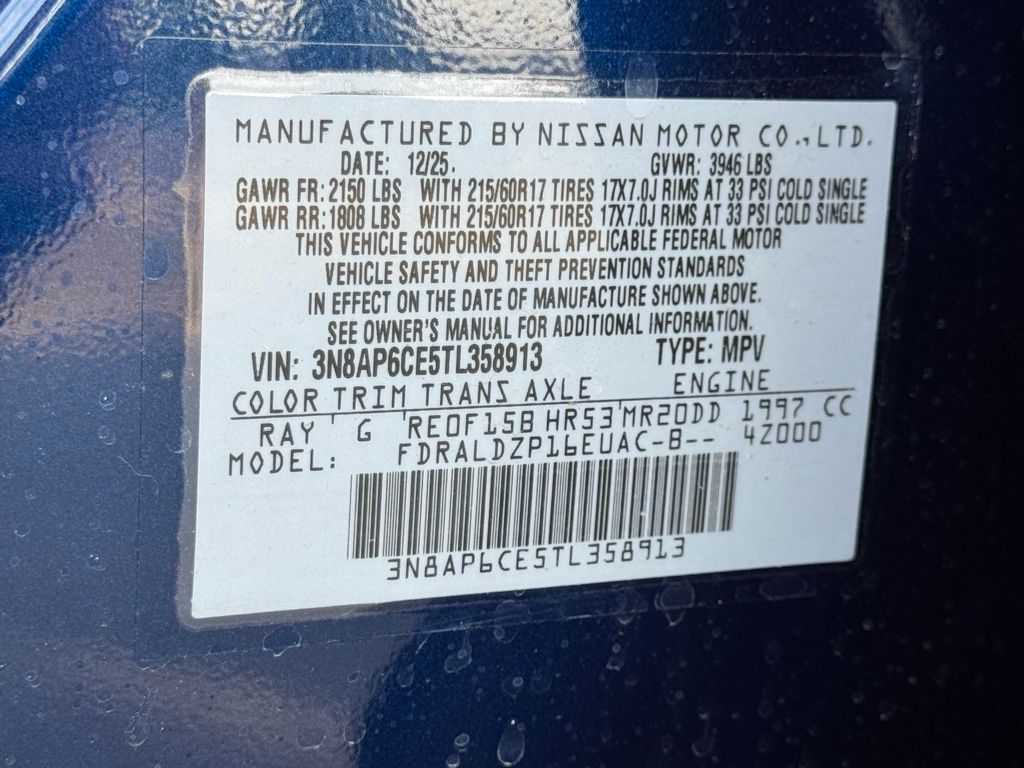 MANUFACTURED BY NISSAN MOTOR CO., LTD.
DATE: 12/25. GVWR: 3946 LBS
GAWR FR: 2150 LBS WITH 215/60R17 TIRES 17X7.0J RIMS AT 33 PSI COLD SINGLE
GAWR RR: 1808 LBS WITH 215/60R17 TIRES 17X7.0J RIMS AT 33 PSI COLD SINGLE
THIS VEHICLE CONFORMS TO ALL APPLICABLE FEDERAL MOTOR
VEHICLE SAFETY AND THEFT PREVENTION STANDARDS
IN EFFECT ON THE DATE OF MANUFACTURE SHOWN ABOVE.
SEE OWNER'S MANUAL FOR ADDITIONAL INFORMATION.
VIN: 3N8AP6CE5TL358913 TYPE: MPV
COLOR TRIM TRANS AXLE ENGINE
RAY G RE0F15B HR53 MR20DD 1997 CC
MODEL: FDRALDZP16EUAC-B-- 4Z000
3N8AP6CE5TL358913